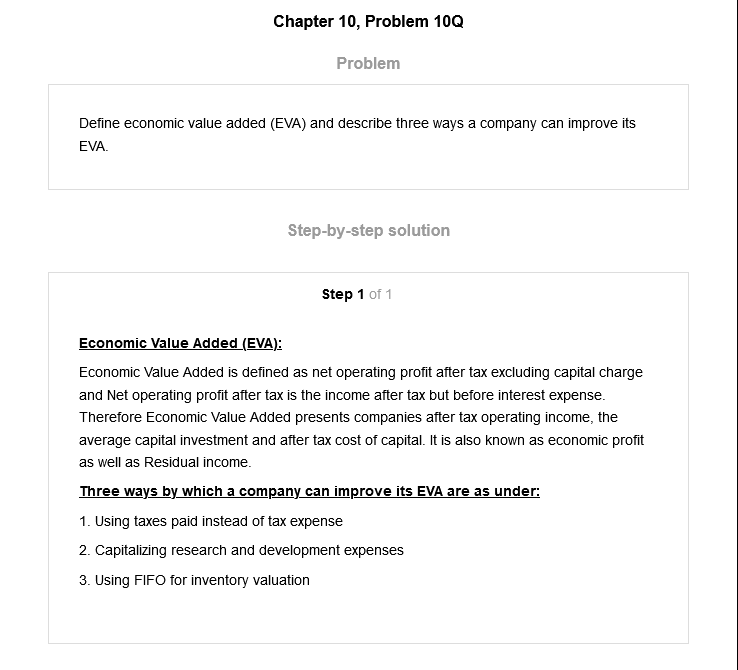 Chapter 10, Problem 10Q
Problem
Define economic value added (EVA) and describe three ways a company can improve its
EVA.
Step-by-step solution
Step 1 of 1
Economic Value Added (EVA):
Economic Value Added is defined as net operating profit after tax excluding capital charge
and Net operating profit after tax is the income after tax but before interest expense.
Therefore Economic Value Added presents companies after tax operating income, the
average capital investment and after tax cost of capital. It is also known as economic profit
as well as Residual income.
Three ways by which a company can improve its EVA are as under:
1. Using taxes paid instead of tax expense
2. Capitalizing research and development expenses
3. Using FIFO for inventory valuation